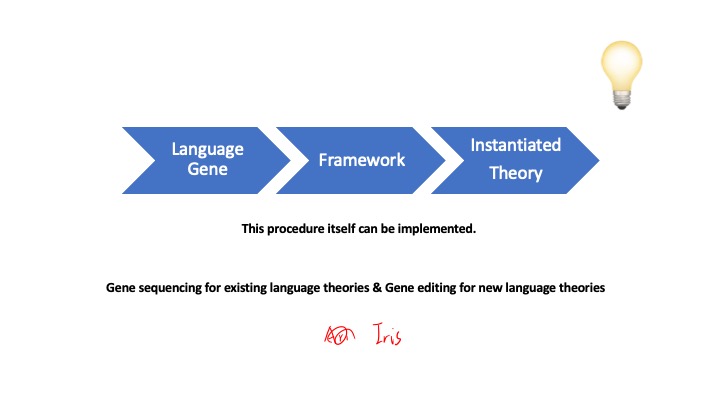 Language
Gene
Framework
Instantiated
Theory
This procedure itself can be implemented.
Gene sequencing for existing language theories & Gene editing for new language theories
Iris